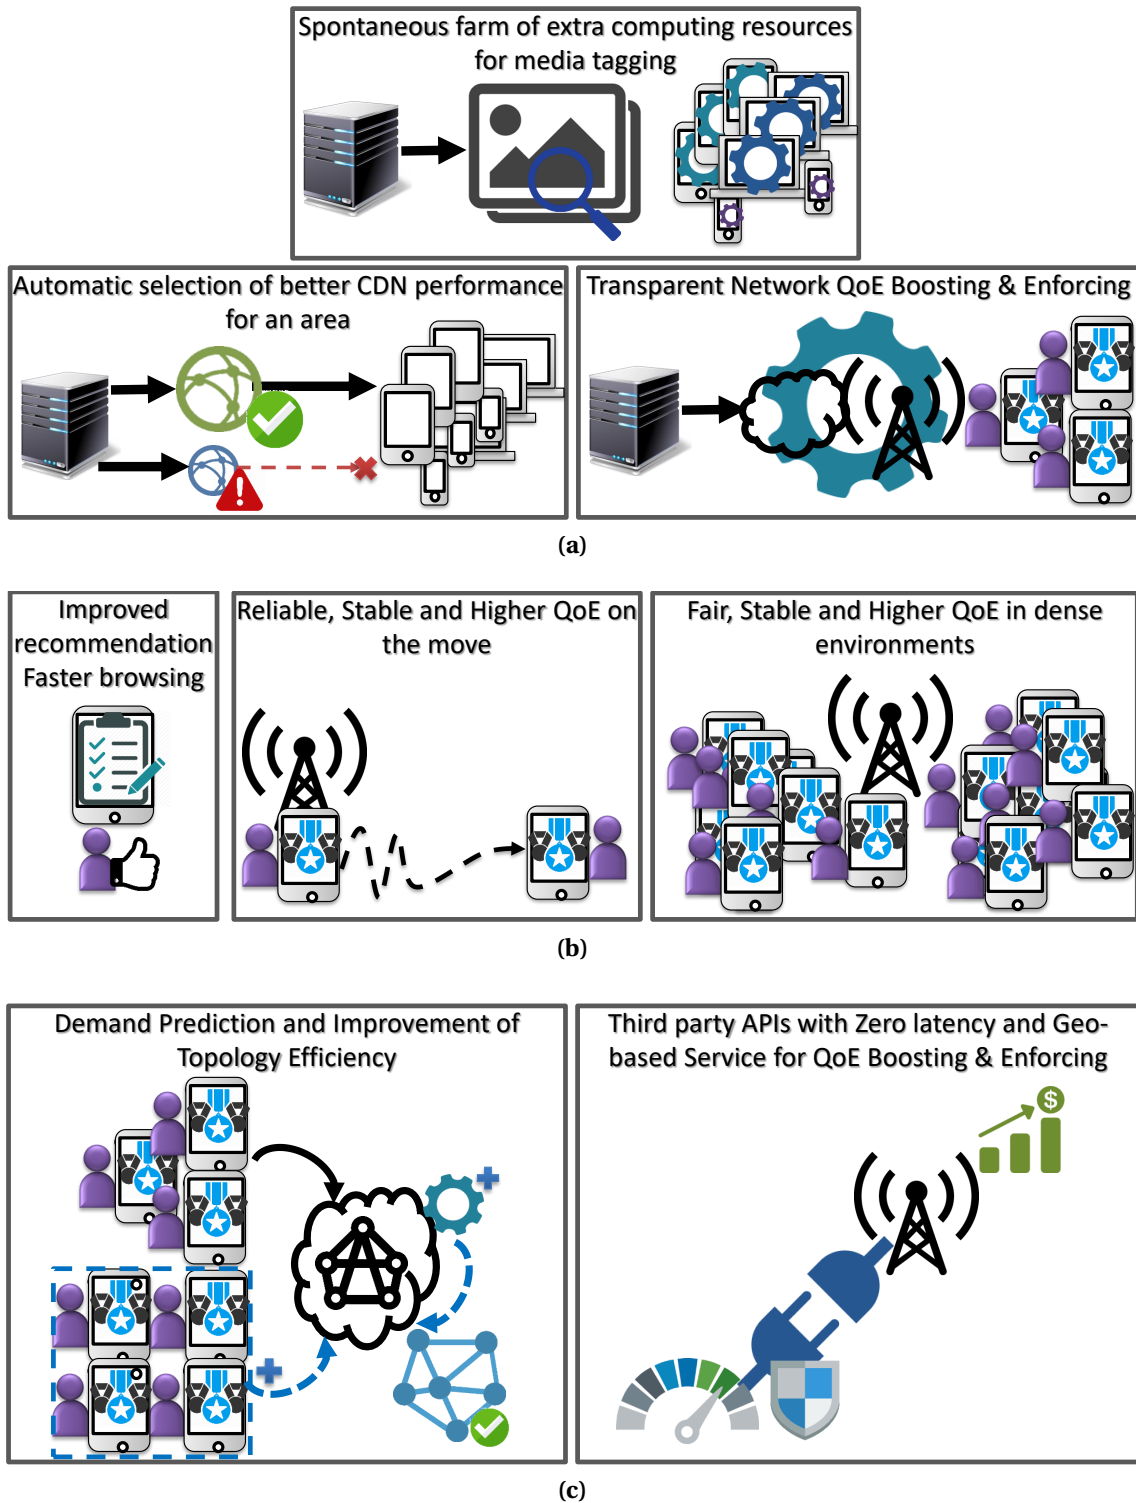 Spontaneous farm of extra computing resources
for media tagging
Automatic selection of better CDN performance
for an area
Transparent Network QoE Boosting & Enforcing
(a)
Improved
recommendation
Faster browsing
Reliable, Stable and Higher QoE on
the move
Fair, Stable and Higher QoE in dense
environments
(b)
Demand Prediction and Improvement of
Topology Efficiency
Third party APIs with Zero latency and Geo-
based Service for QoE Boosting & Enforcing
$
(c)